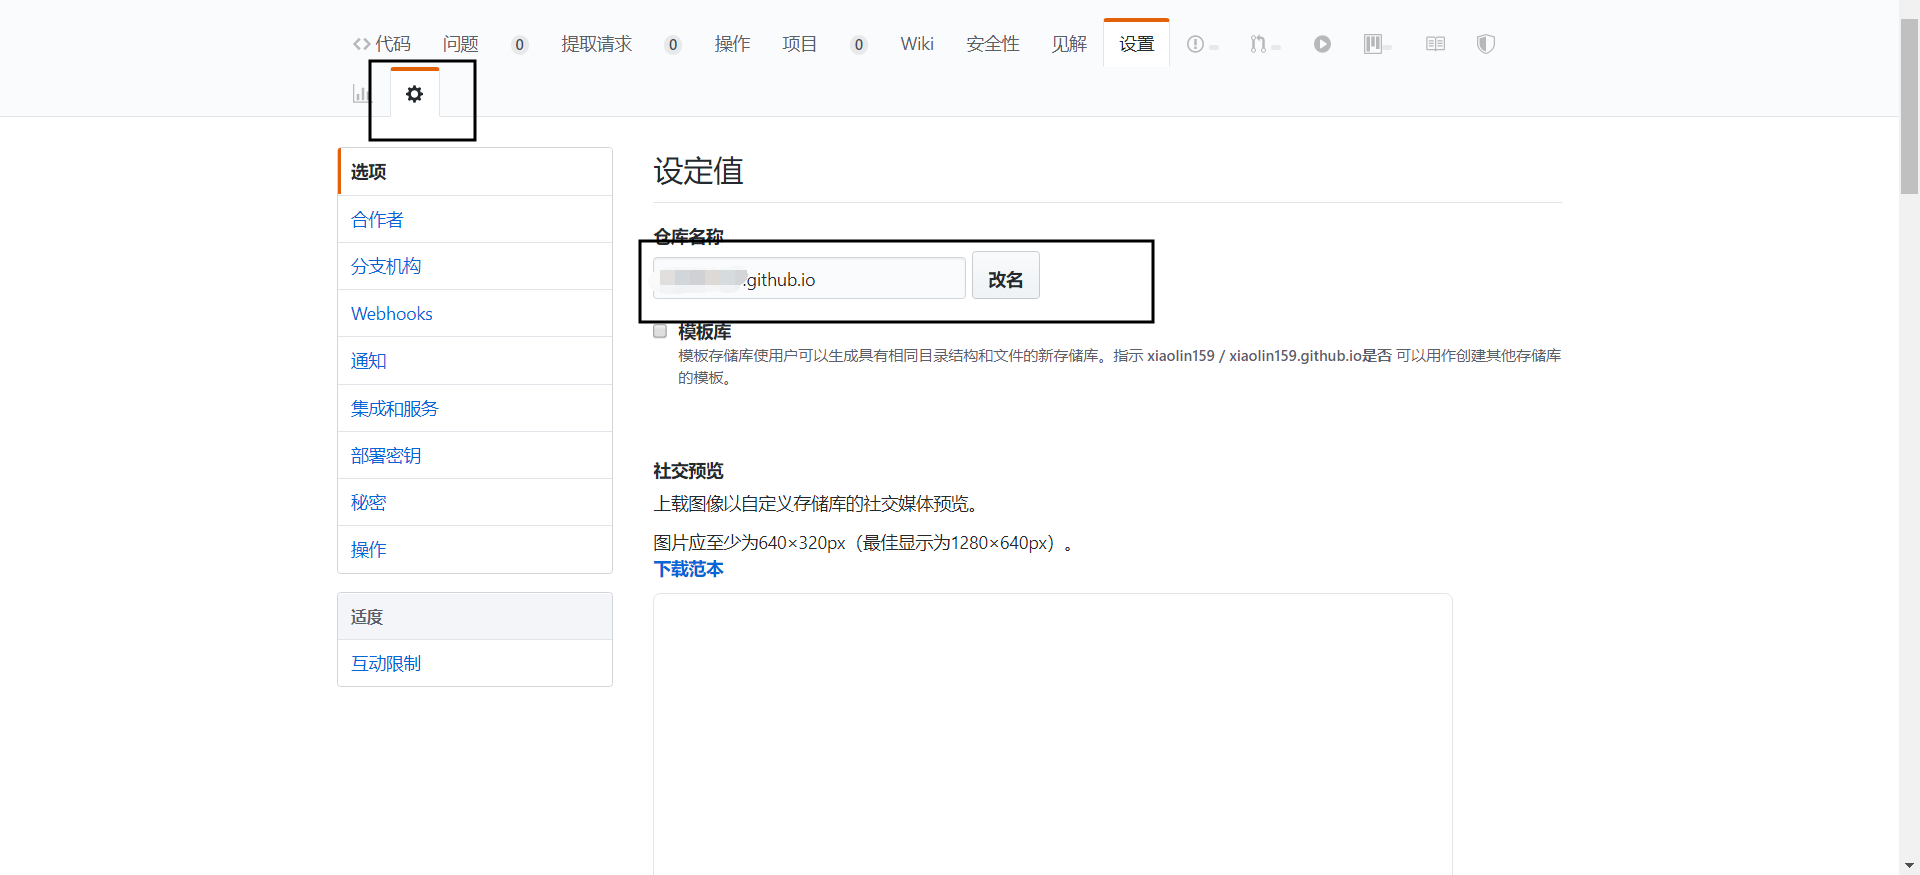 代码 问题 0 提取请求 0 操作 项目 0 Wiki 安全性 见解 设置
选项
合作者
分支机构
Webhooks
通知
集成和服务
部署密钥
秘密
操作
适度
互动限制
设定值
仓库名称
.github.io 改名
模板库
模板存储库使用户可以生成具有相同目录结构和文件的新存储库。指示 xiaolin159 / xiaolin159.github.io是否 可以用作创建其他存储库
的模板。
社交预览
上载图像以自定义存储库的社交媒体预览。
图片应至少为640×320px（最佳显示为1280×640px）。
下载范本